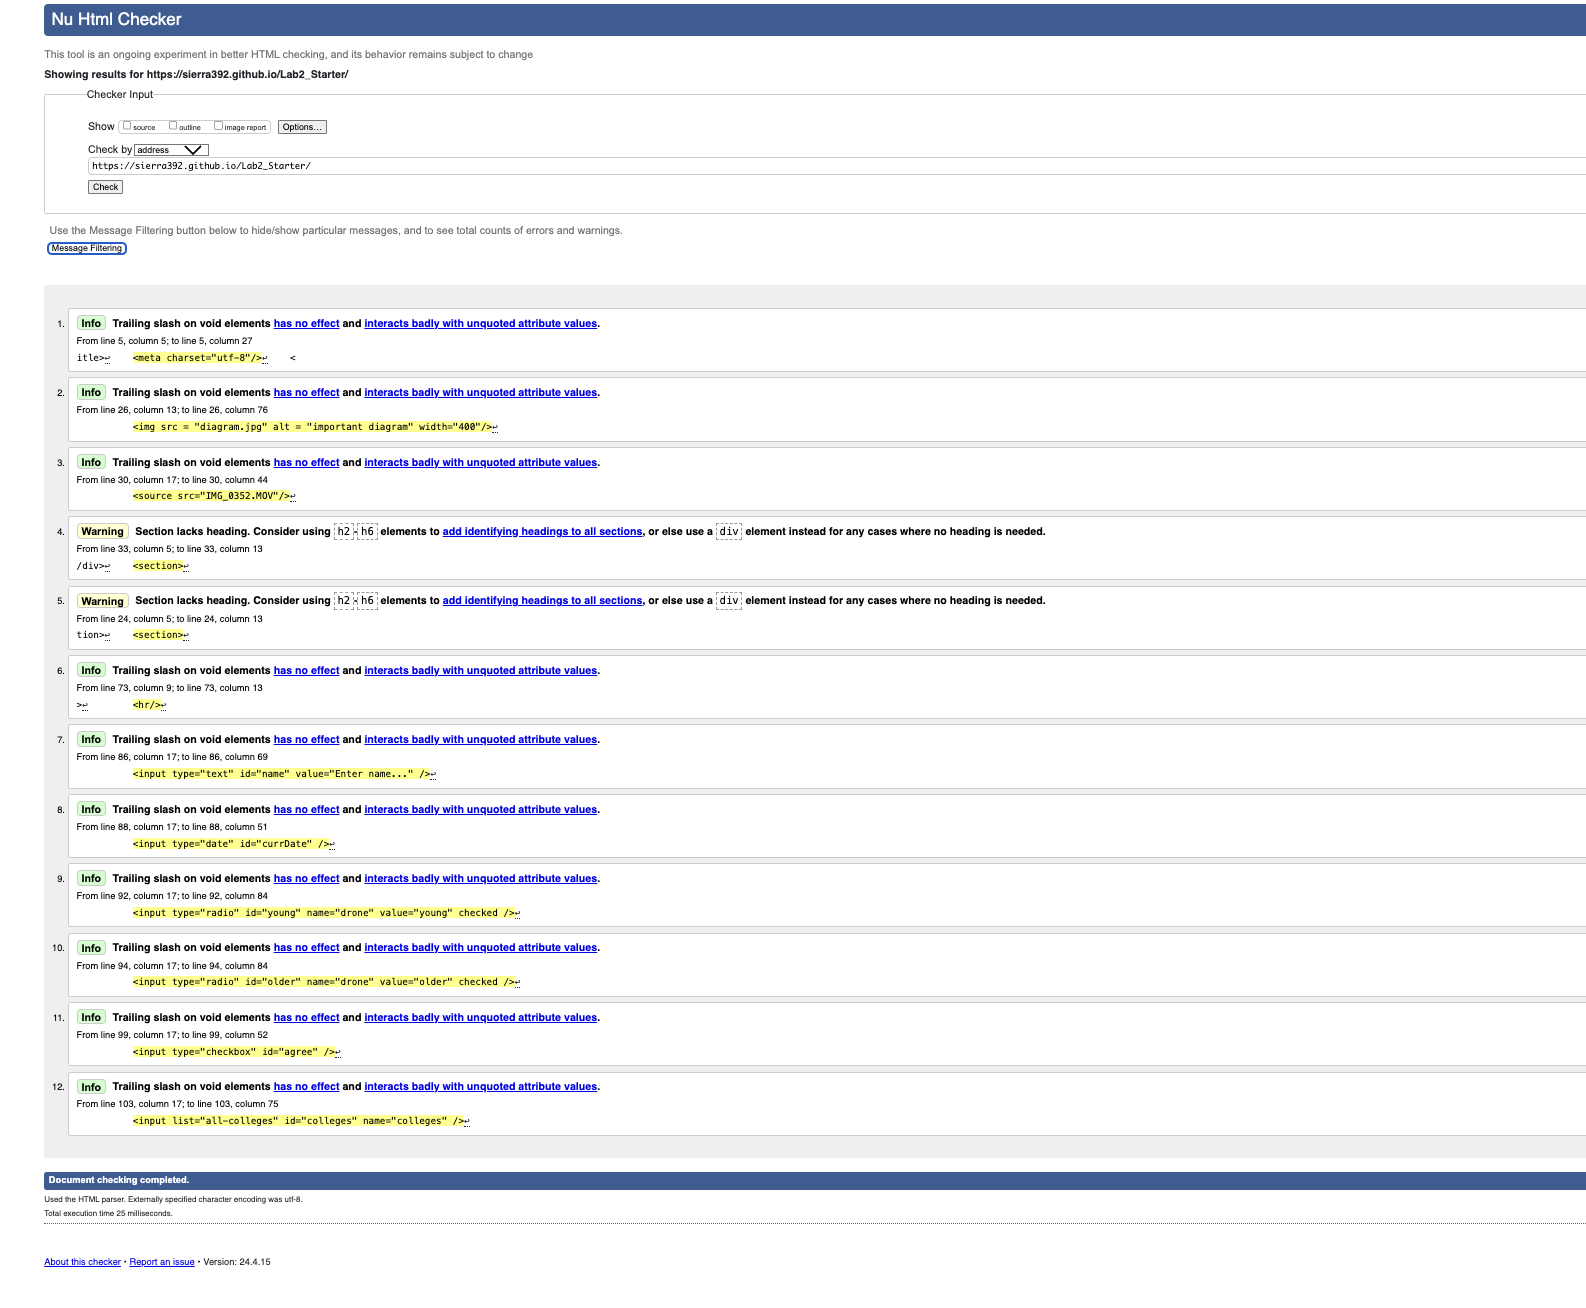 Nu Html Checker
This tool is an ongoing experiment in better HTML checking, and its behavior remains subject to change
Showing results for https://sierra392.github.io/Lab2_Starter/
Checker Input
Show source outline image report Options...
Check by address
https://sierra392.github.io/Lab2_Starter/
Check
Use the Message Filtering button below to hide/show particular messages, and to see total counts of errors and warnings.
Message Filtering
1. Info Trailing slash on void elements has no effect and interacts badly with unquoted attribute values.
From line 5, column 5; to line 5, column 27
itle>↩ <meta charset="utf-8"/>↩ <
2. Info Trailing slash on void elements has no effect and interacts badly with unquoted attribute values.
From line 26, column 13; to line 26, column 76
<img src = "diagram.jpg" alt = "important diagram" width="400"/>↩
3. Info Trailing slash on void elements has no effect and interacts badly with unquoted attribute values.
From line 30, column 17; to line 30, column 44
<source src="IMG_0352.MOV"/>↩
4. Warning Section lacks heading. Consider using h2-h6 elements to add identifying headings to all sections, or else use a div element instead for any cases where no heading is needed.
From line 33, column 5; to line 33, column 13
/div>↩ <section>↩
5. Warning Section lacks heading. Consider using h2-h6 elements to add identifying headings to all sections, or else use a div element instead for any cases where no heading is needed.
From line 24, column 5; to line 24, column 13
tion>↩ <section>↩
6. Info Trailing slash on void elements has no effect and interacts badly with unquoted attribute values.
From line 73, column 9; to line 73, column 13
>↩ <hr/>↩
7. Info Trailing slash on void elements has no effect and interacts badly with unquoted attribute values.
From line 86, column 17; to line 86, column 69
<input type="text" id="name" value="Enter name..." />↩
8. Info Trailing slash on void elements has no effect and interacts badly with unquoted attribute values.
From line 88, column 17; to line 88, column 51
<input type="date" id="currDate" />↩
9. Info Trailing slash on void elements has no effect and interacts badly with unquoted attribute values.
From line 92, column 17; to line 92, column 84
<input type="radio" id="young" name="drone" value="young" checked />↩
10. Info Trailing slash on void elements has no effect and interacts badly with unquoted attribute values.
From line 94, column 17; to line 94, column 84
<input type="radio" id="older" name="drone" value="older" checked />↩
11. Info Trailing slash on void elements has no effect and interacts badly with unquoted attribute values.
From line 99, column 17; to line 99, column 52
<input type="checkbox" id="agree" />↩
12. Info Trailing slash on void elements has no effect and interacts badly with unquoted attribute values.
From line 103, column 17; to line 103, column 75
<input list="all-colleges" id="colleges" name="colleges" />↩
Document checking completed.
Used the HTML parser. Externally specified character encoding was utf-8.
Total execution time 25 milliseconds.
About this checker • Report an issue • Version: 24.4.15